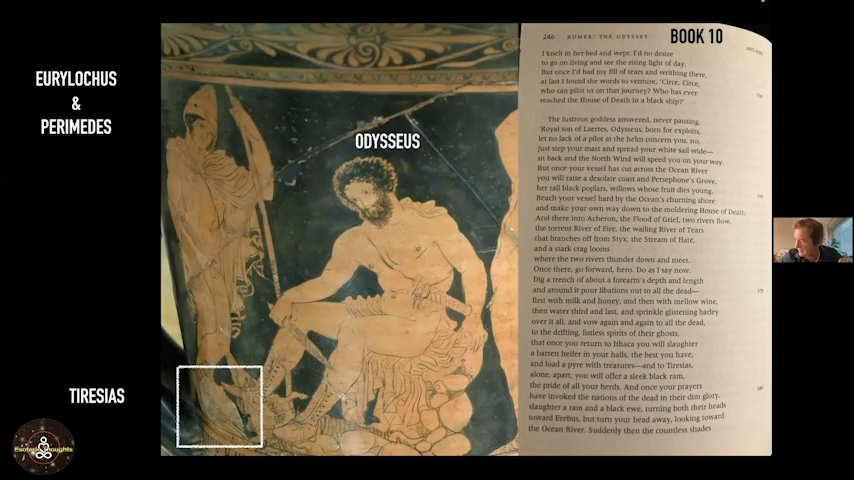 EURYLOCHUS
&
PERIMEDES
ODYSSEUS
TIRESIAS
Esoteric Thoughts
246 HOMER: THE ODYSSEY
BOOK 10
I knelt in her bed and wept. I'd no desire
to go on living and see the rising light of day.
But once I'd had my fill of tears and writhing there,
at last I found the words to venture, 'Circe, Circe,
who can pilot us on that journey? Who has ever
reached the House of Death in a black ship?'
The lustrous goddess answered, never pausing,
'Royal son of Laertes, Odysseus, born for exploits,
let no lack of a pilot at the helm concern you, no,
just step your mast and spread your white sail wide—
sit back and the North Wind will speed you on your way.
But once your vessel has cut across the Ocean River
you will raise a desolate coast and Persephone's Grove,
her tall black poplars, willows whose fruit dies young.
Beach your vessel hard by the Ocean's churning shore
and make your own way down to the moldering House of Death.
And there into Acheron, the Flood of Grief, two rivers flow,
the torrent River of Fire, the wailing River of Tears
that branches off from Styx, the Stream of Hate,
and a stark crag looms
where the two rivers thunder down and meet.
Once there, go forward, hero. Do as I say now.
Dig a trench of about a forearm's depth and length
and around it pour libations out to all the dead—
first with milk and honey, and then with mellow wine,
then water third and last, and sprinkle glistening barley
over it all, and vow again and again to all the dead,
to the drifting, listless spirits of their ghosts,
that once you return to Ithaca you will slaughter
a barren heifer in your halls, the best you have,
and load a pyre with treasures—and to Tiresias,
alone, apart, you will offer a sleek black ram,
the pride of all your herds. And once your prayers
have invoked the nations of the dead in their dim glory,
slaughter a ram and a black ewe, turning both their heads
toward Erebus, but turn your head away, looking toward
the Ocean River. Suddenly then the countless shades